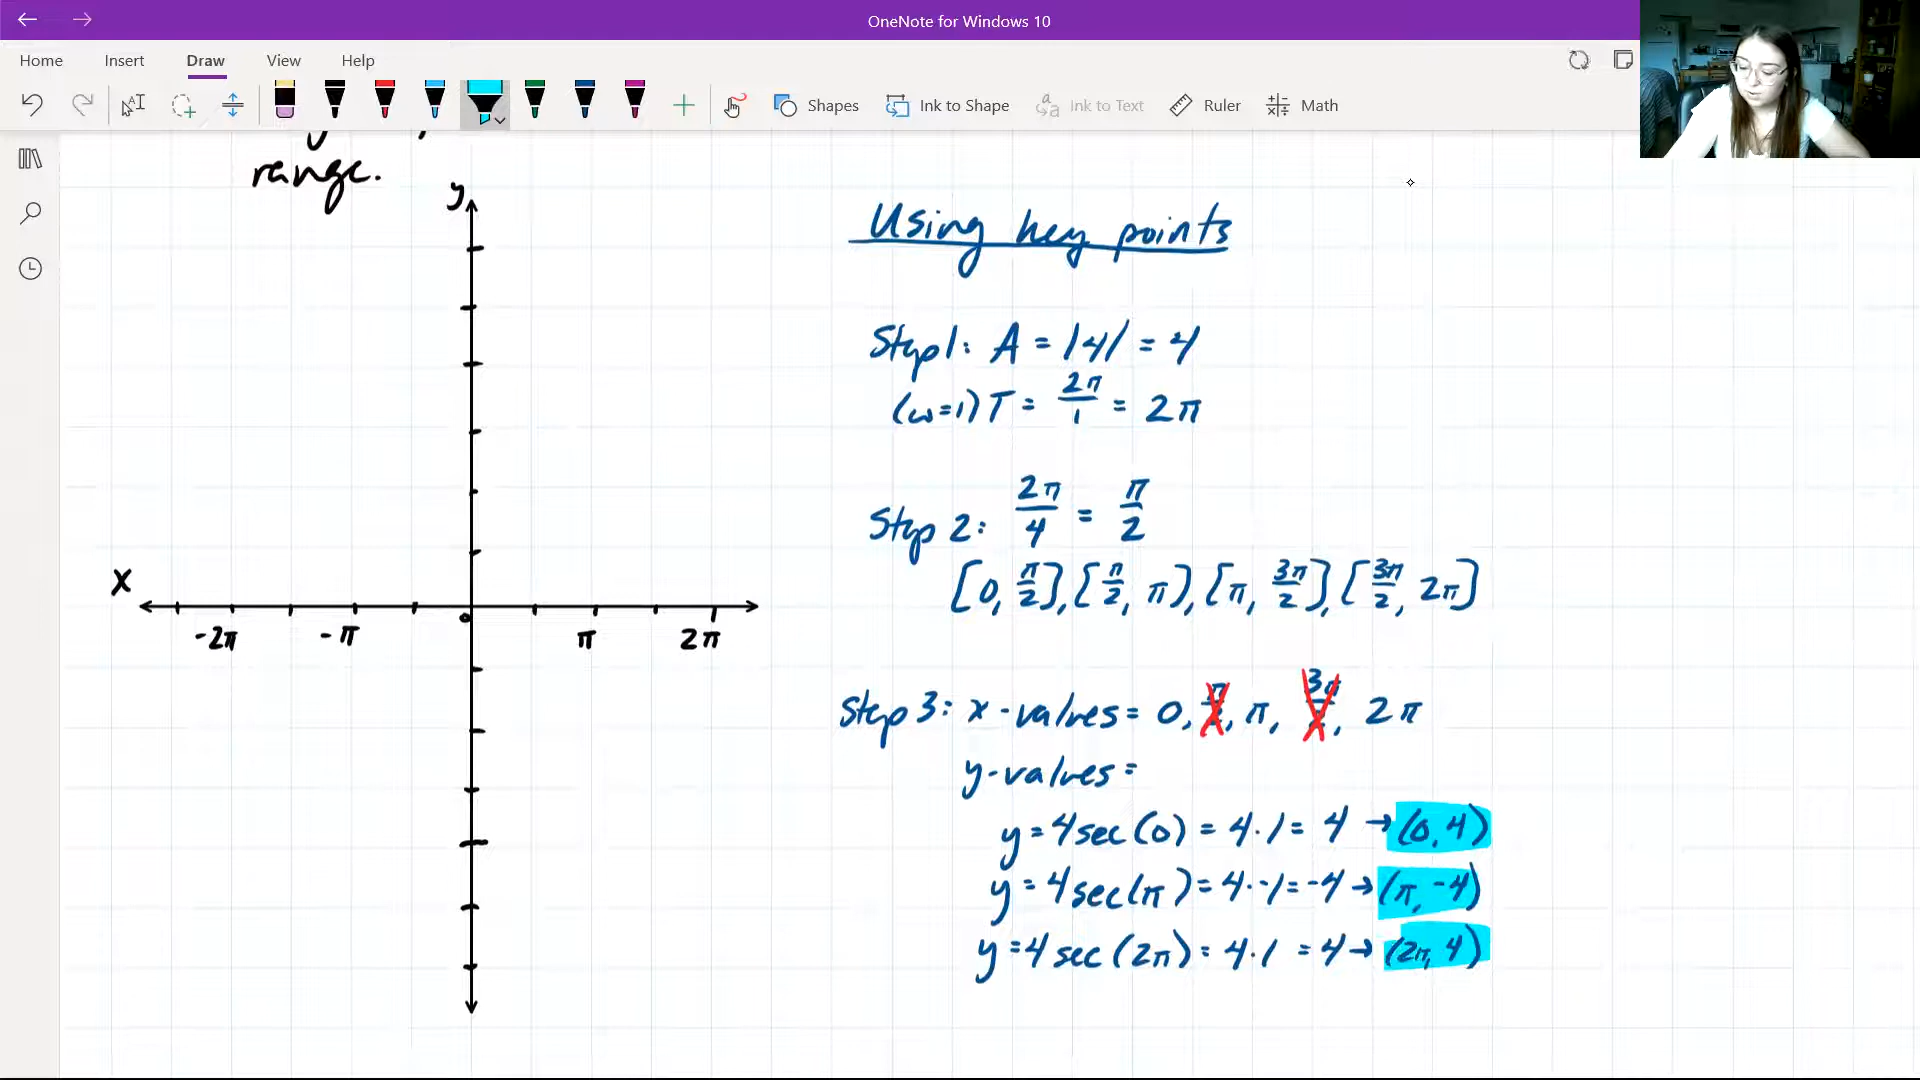 OneNote for Windows 10
Home Insert Draw View Help
Shapes Ink to Shape Ink to Text Ruler Math
range.
y
x
-2π -π 0 π 2π
Using key points
Step 1: A = |4| = 4
(ω=1) T = 2π/1 = 2π
Step 2: 2π/4 = π/2
[0, π/2], [π/2, π], [π, 3π/2], [3π/2, 2π]
Step 3: x-values = 0, π/2, π, 3π/2, 2π
y-values =
y = 4sec(0) = 4·1 = 4 → (0, 4)
y = 4sec(π) = 4·-1 = -4 → (π, -4)
y = 4sec(2π) = 4·1 = 4 → (2π, 4)